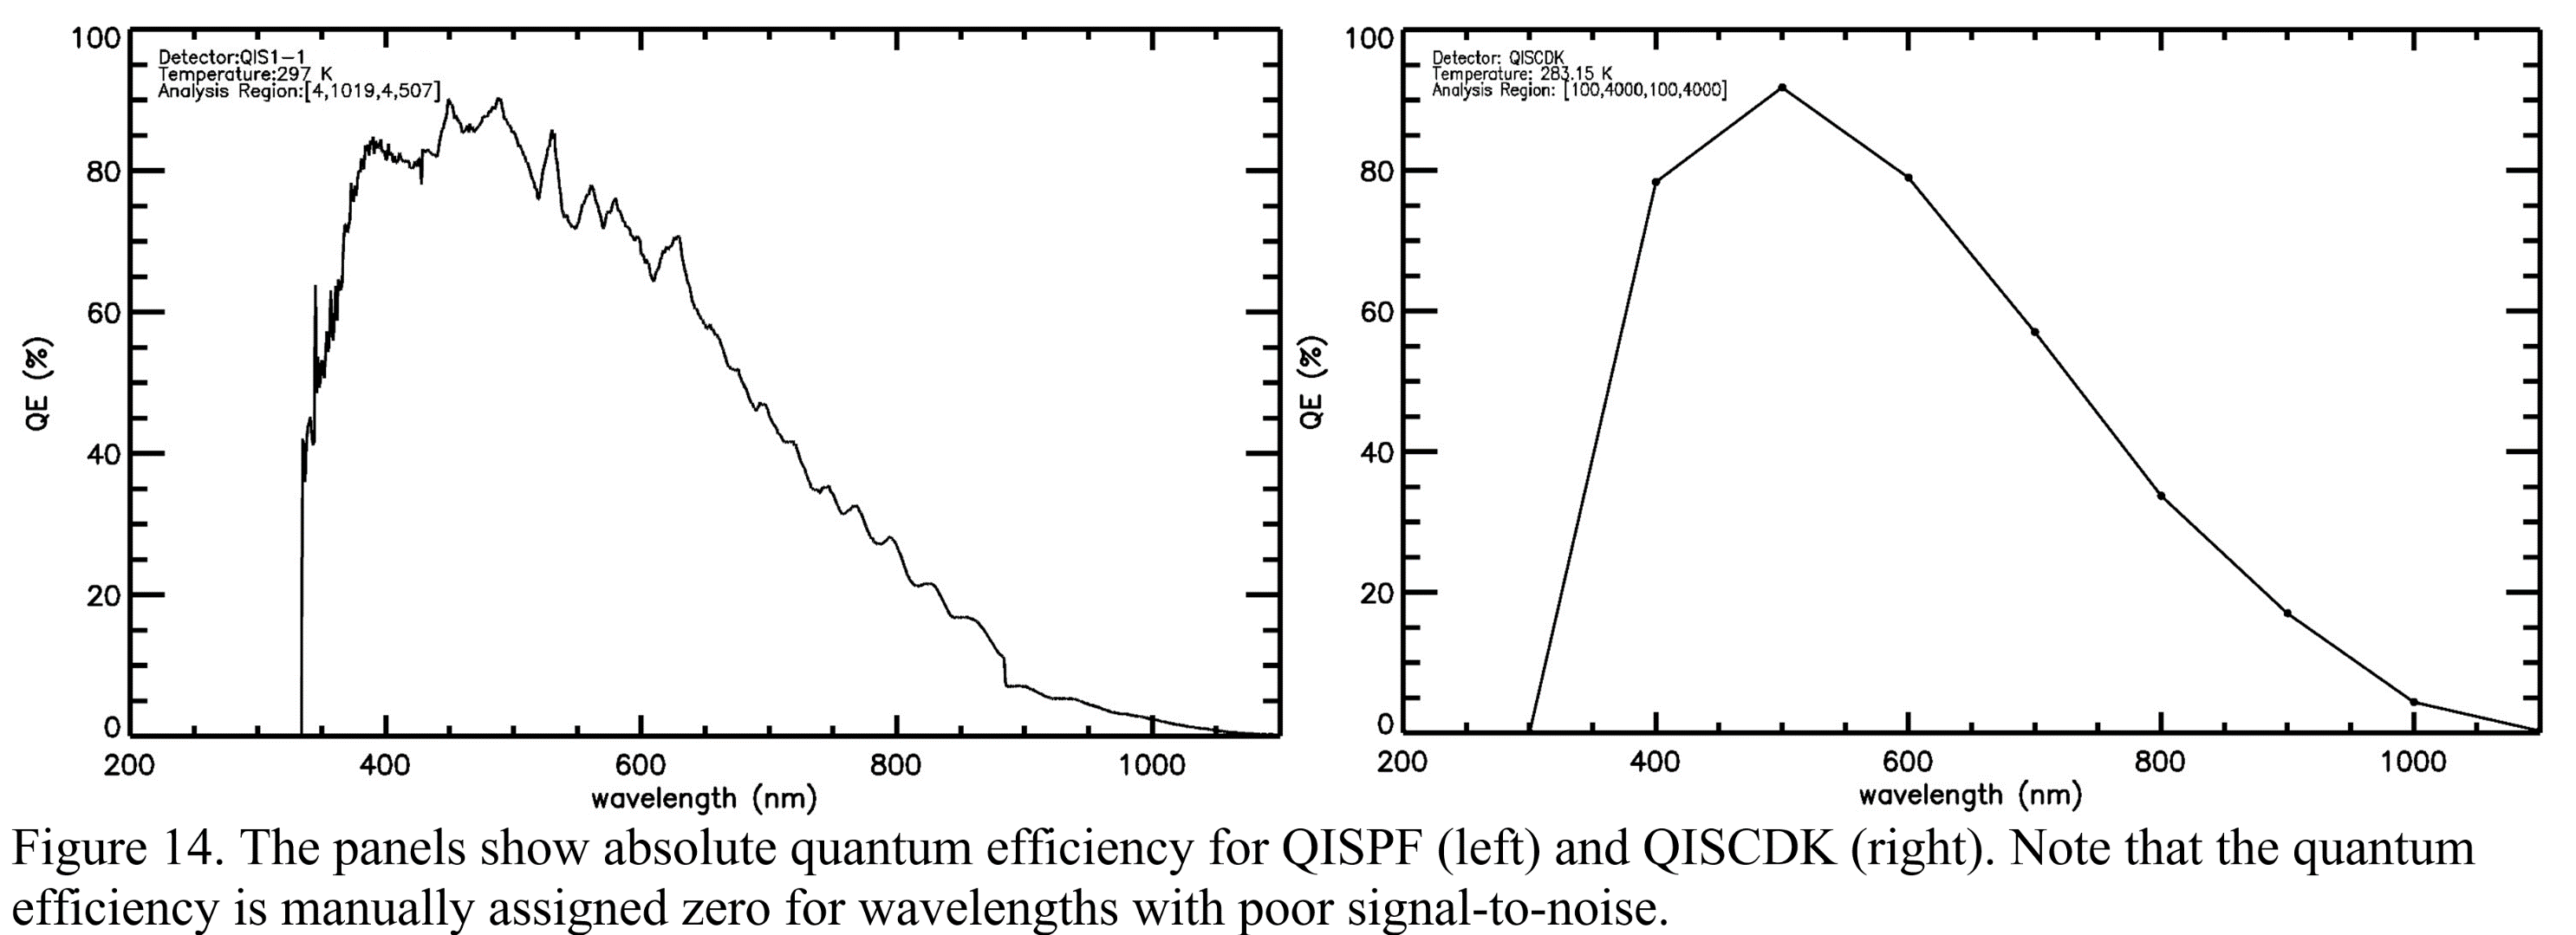 100
80
60
40
20
0
QE (%)
Detector:QIS1-1
Temperature:297 K
Analysis Region:[4,1019,4,507]
200 400 600 800 1000
wavelength (nm)
100
80
60
40
20
0
QE (%)
Detector: QISCDK
Temperature: 283.15 K
Analysis Region: [100,4000,100,4000]
200 400 600 800 1000
wavelength (nm)
Figure 14. The panels show absolute quantum efficiency for QISPF (left) and QISCDK (right). Note that the quantum
efficiency is manually assigned zero for wavelengths with poor signal-to-noise.